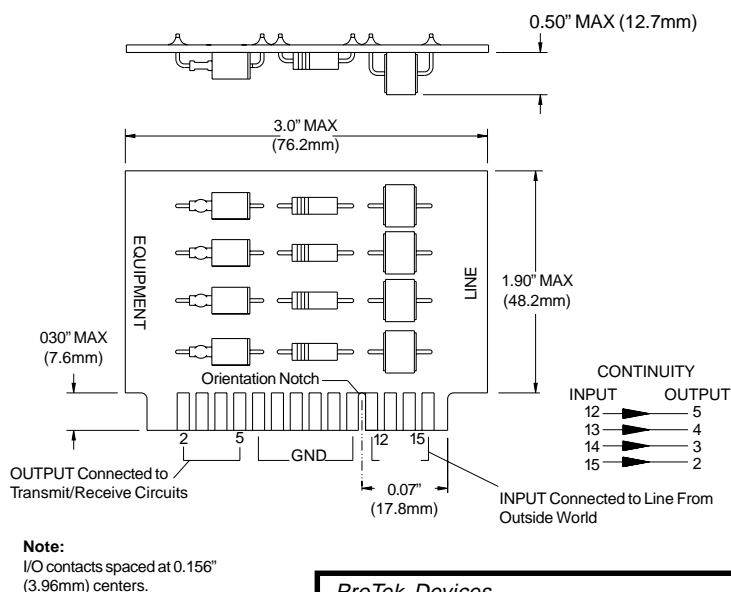 0.50” MAX (12.7mm)
3.0” MAX
(76.2mm)
EQUIPMENT
LINE
1.90” MAX
(48.2mm)
030” MAX
(7.6mm)
Orientation Notch
CONTINUITY
INPUT OUTPUT
12 5
13 4
14 3
15 2
2 5 GND 12 15
OUTPUT Connected to
Transmit/Receive Circuits
0.07”
(17.8mm)
INPUT Connected to Line From
Outside World
Note:
I/O contacts spaced at 0.156”
(3.96mm) centers.
ProTek Devices